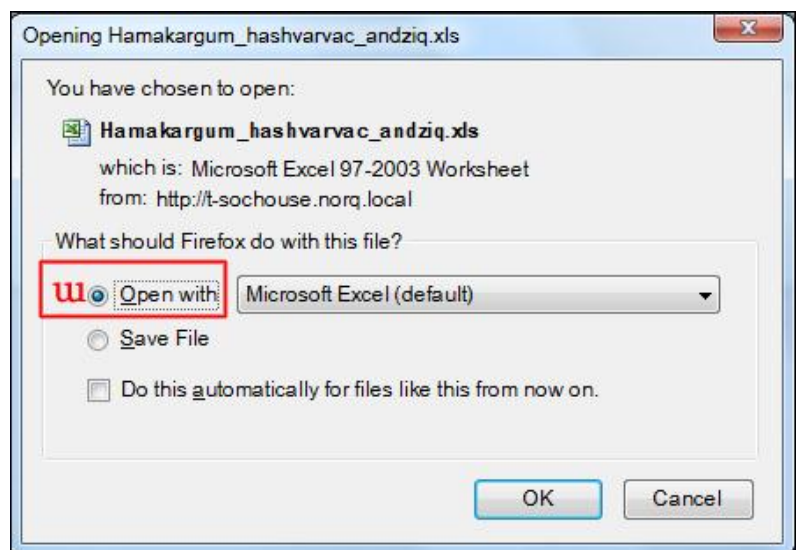 Opening Hamakargum_hashvarvac_andziq.xls
You have chosen to open:
Hamakargum_hashvarvac_andziq.xls
which is: Microsoft Excel 97-2003 Worksheet
from: http://t-sochouse.norq.local
What should Firefox do with this file?
ա Open with Microsoft Excel (default)
Save File
Do this automatically for files like this from now on.
OK Cancel